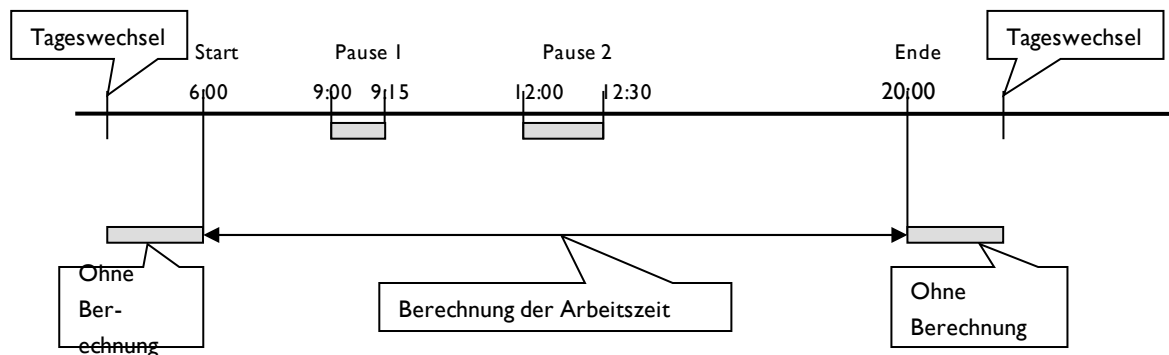 Tageswechsel
Start
Pause 1
Pause 2
Ende
Tageswechsel
6:00
9:00
9:15
12:00
12:30
20:00
Ohne
Ber-
echnung
Berechnung der Arbeitszeit
Ohne
Berechnung